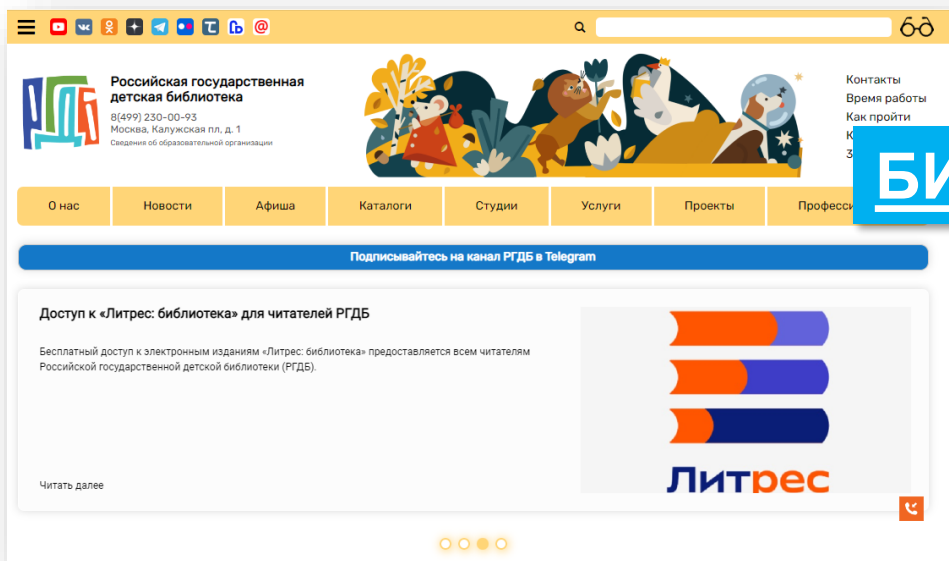 РГДБ
Российская государственная
детская библиотека
8(499) 230-00-93
Москва, Калужская пл, д. 1
Сведения об образовательной организации
Контакты
Время работы
Как пройти
БИ
О нас
Новости
Афиша
Каталоги
Студии
Услуги
Проекты
Професси
Подписывайтесь на канал РГДБ в Telegram
Доступ к «Литрес: библиотека» для читателей РГДБ
Бесплатный доступ к электронным изданиям «Литрес: библиотека» предоставляется всем читателям
Российской государственной детской библиотеки (РГДБ).
Читать далее
Литрес